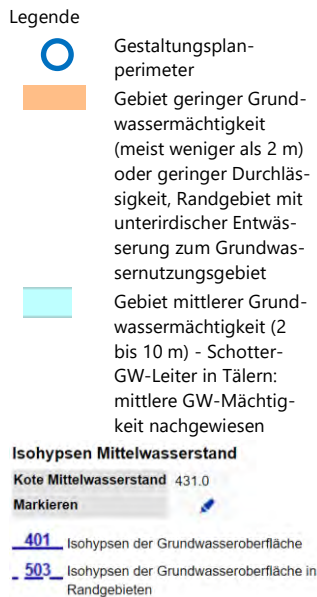 Legende
Gestaltungsplan-
perimeter
Gebiet geringer Grund-
wassermächtigkeit
(meist weniger als 2 m)
oder geringer Durchläs-
sigkeit, Randgebiet mit
unterirdischer Entwäs-
serung zum Grundwas-
sernutzungsgebiet
Gebiet mittlerer Grund-
wassermächtigkeit (2
bis 10 m) - Schotter-
GW-Leiter in Tälern:
mittlere GW-Mächtig-
keit nachgewiesen
Isohypsen Mittelwasserstand
Kote Mittelwasserstand 431.0
Markieren
401 Isohypsen der Grundwasseroberfläche
503 Isohypsen der Grundwasseroberfläche in
Randgebieten